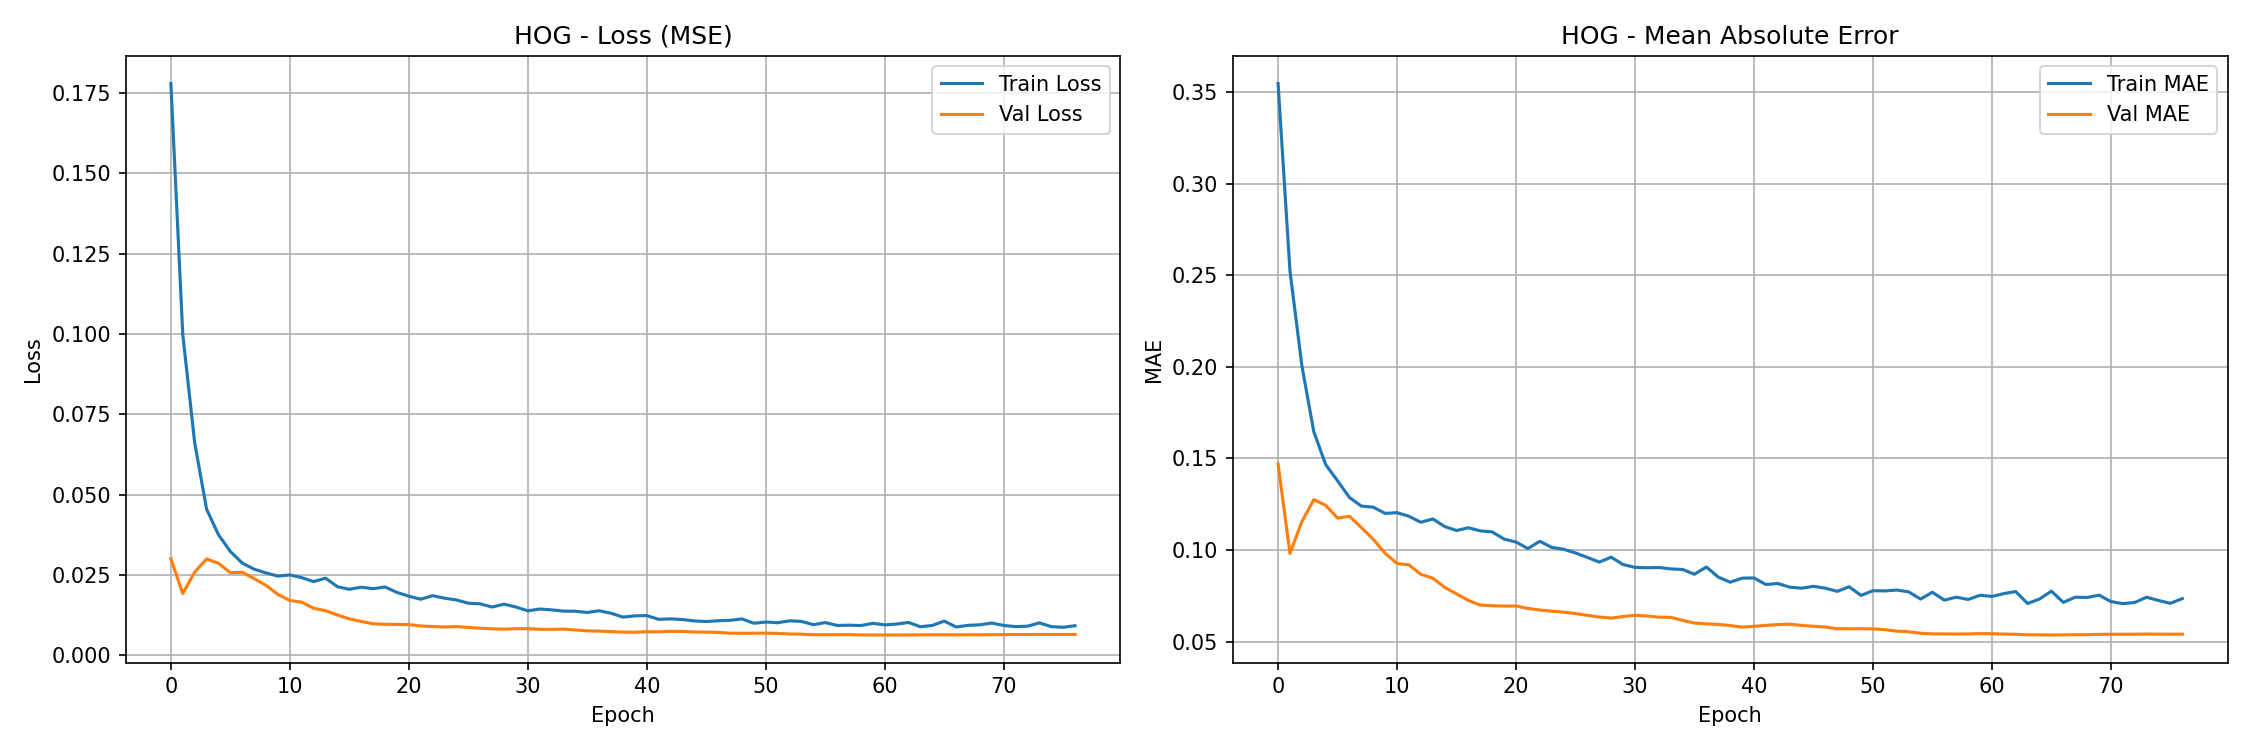 HOG - Loss (MSE)
Train Loss
Val Loss
0.175
0.150
0.125
0.100
0.075
0.050
0.025
0.000
Loss
0 10 20 30 40 50 60 70
Epoch
HOG - Mean Absolute Error
Train MAE
Val MAE
0.35
0.30
0.25
0.20
0.15
0.10
0.05
MAE
0 10 20 30 40 50 60 70
Epoch